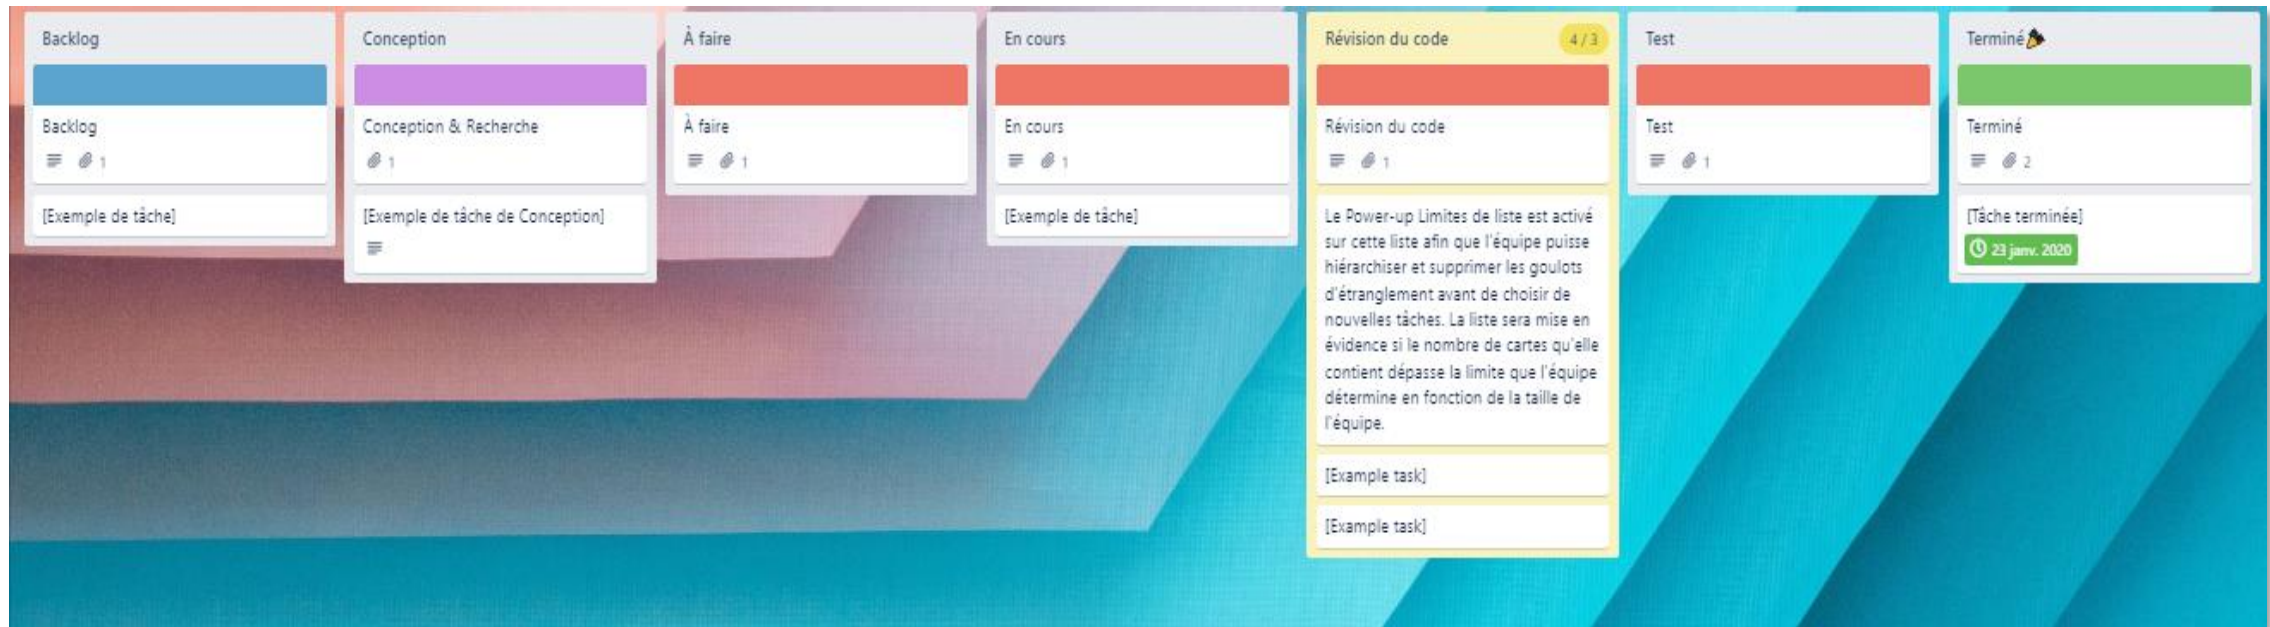 Backlog
Backlog
1
[Exemple de tâche]
Conception
Conception & Recherche
1
[Exemple de tâche de Conception]
À faire
À faire
1
En cours
En cours
1
[Exemple de tâche]
Révision du code 4/3
Révision du code
1
Le Power-up Limites de liste est activé
sur cette liste afin que l'équipe puisse
hiérarchiser et supprimer les goulots
d'étranglement avant de choisir de
nouvelles tâches. La liste sera mise en
évidence si le nombre de cartes qu'elle
contient dépasse la limite que l'équipe
détermine en fonction de la taille de
l'équipe.
[Example task]
[Example task]
Test
Test
1
Terminé
Terminé
2
[Tâche terminée]
23 janv. 2020